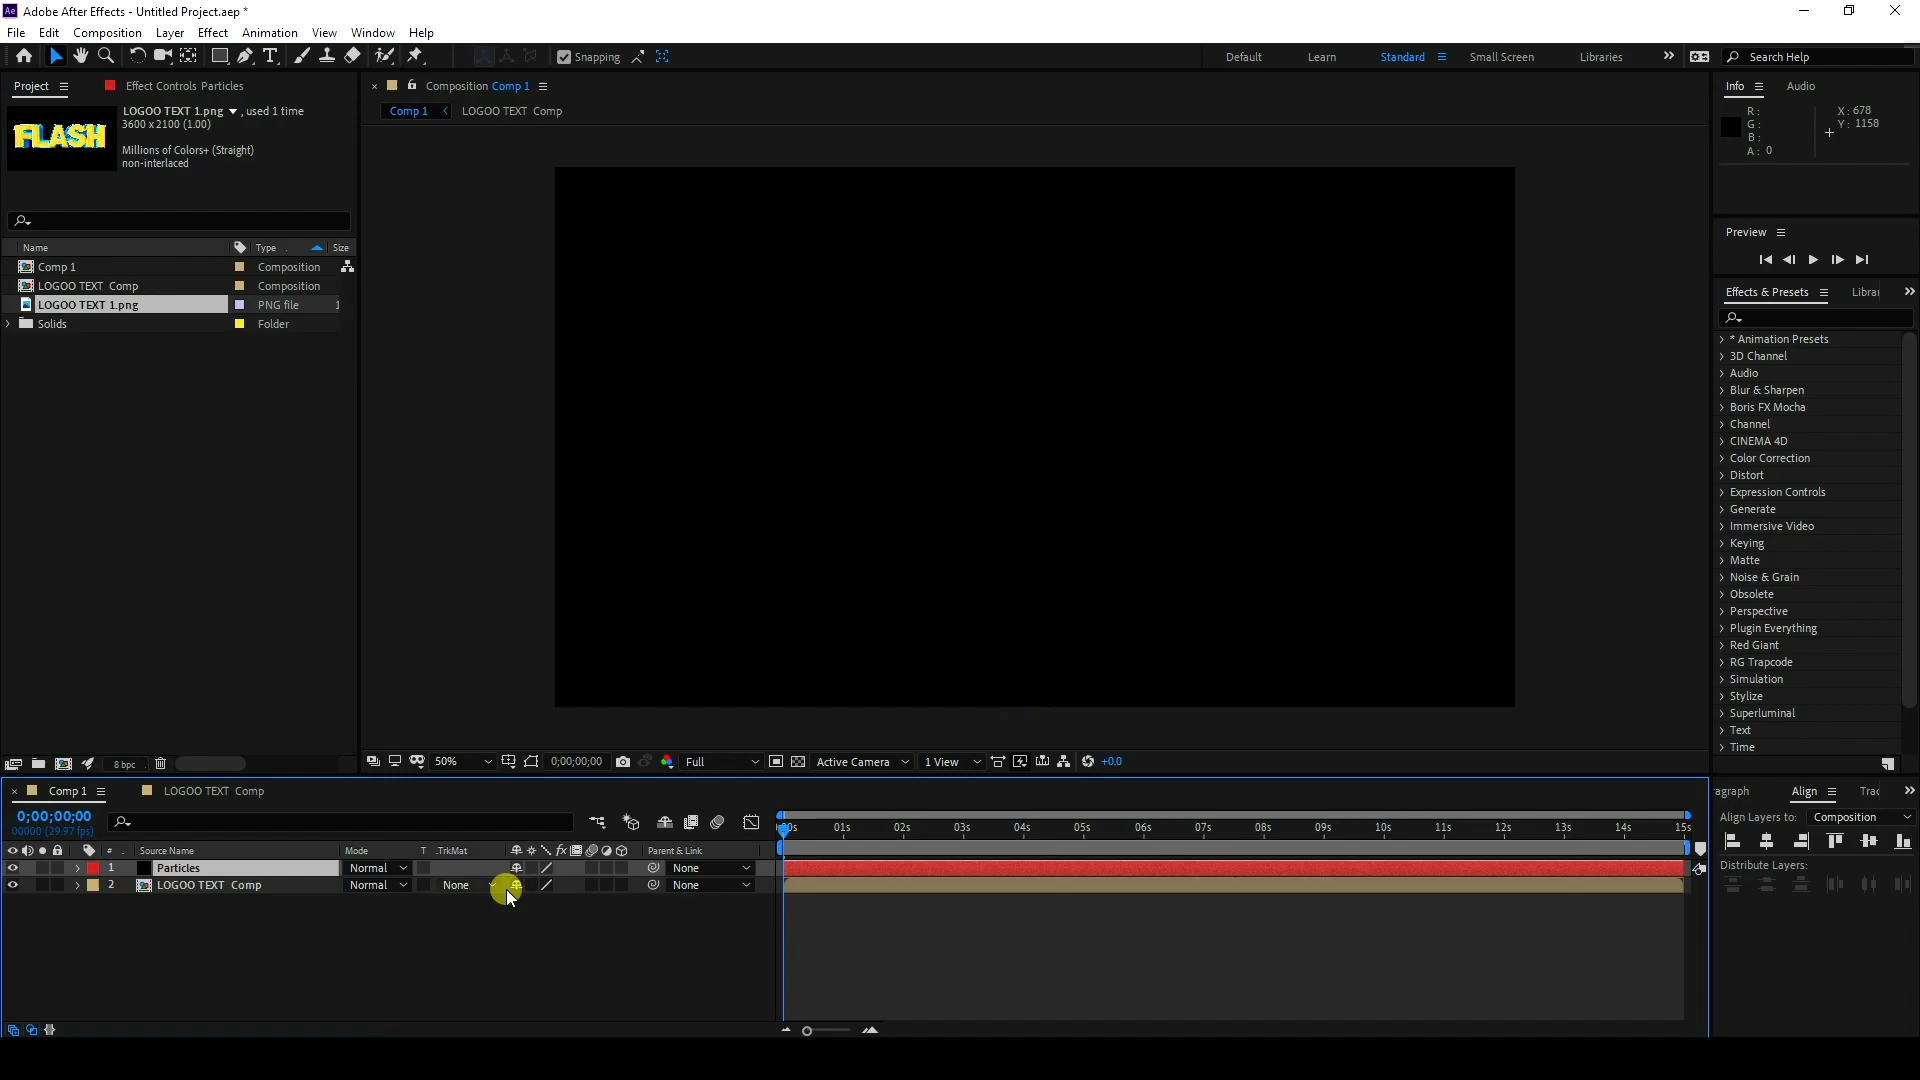 Adobe After Effects - Untitled Project.aep *
File Edit Composition Layer Effect Animation View Window Help
Snapping
Default Learn Standard Small Screen Libraries
Search Help
Project
Effect Controls Particles
LOGOO TEXT 1.png , used 1 time
3600 x 2100 (1.00)
Millions of Colors+ (Straight)
non-interlaced
FLASH
Name Type Size
Comp 1 Composition
LOGOO TEXT Comp Composition
LOGOO TEXT 1.png PNG file 1
Solids Folder
8 bpc
Composition Comp 1
Comp 1 LOGOO TEXT Comp
50% 0;00;00;00 Full Active Camera 1 View +0.0
Info Audio
R:
G:
B:
A: 0
X: 678
Y: 1158
Preview
Effects & Presets Librar
* Animation Presets
3D Channel
Audio
Blur & Sharpen
Boris FX Mocha
Channel
CINEMA 4D
Color Correction
Distort
Expression Controls
Generate
Immersive Video
Keying
Matte
Noise & Grain
Obsolete
Perspective
Plugin Everything
Red Giant
RG Trapcode
Simulation
Stylize
Superluminal
Text
Time
Comp 1 LOGOO TEXT Comp
0;00;00;00
00000 (29.97 fps)
# Source Name Mode T .TrkMat fx Parent & Link
1 Particles Normal None
2 LOGOO TEXT Comp Normal None None
00s 01s 02s 03s 04s 05s 06s 07s 08s 09s 10s 11s 12s 13s 14s 15s
agraph Align Trac
Align Layers to: Composition
Distribute Layers: